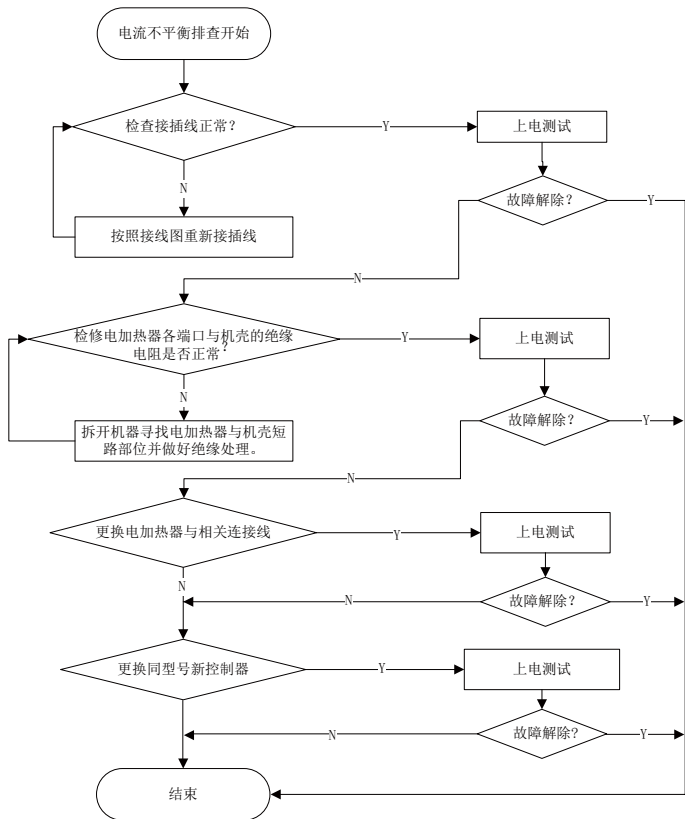 电流不平衡排查开始
检查接插线正常?
Y
上电测试
N
故障解除?
Y
按照接线图重新接插线
N
检修电加热器各端口与机壳的绝缘
电阻是否正常?
Y
上电测试
N
故障解除?
Y
拆开机器寻找电加热器与机壳短
路部位并做好绝缘处理。
N
更换电加热器与相关连接线
Y
上电测试
N
N
故障解除?
Y
更换同型号新控制器
Y
上电测试
N
故障解除?
Y
结束